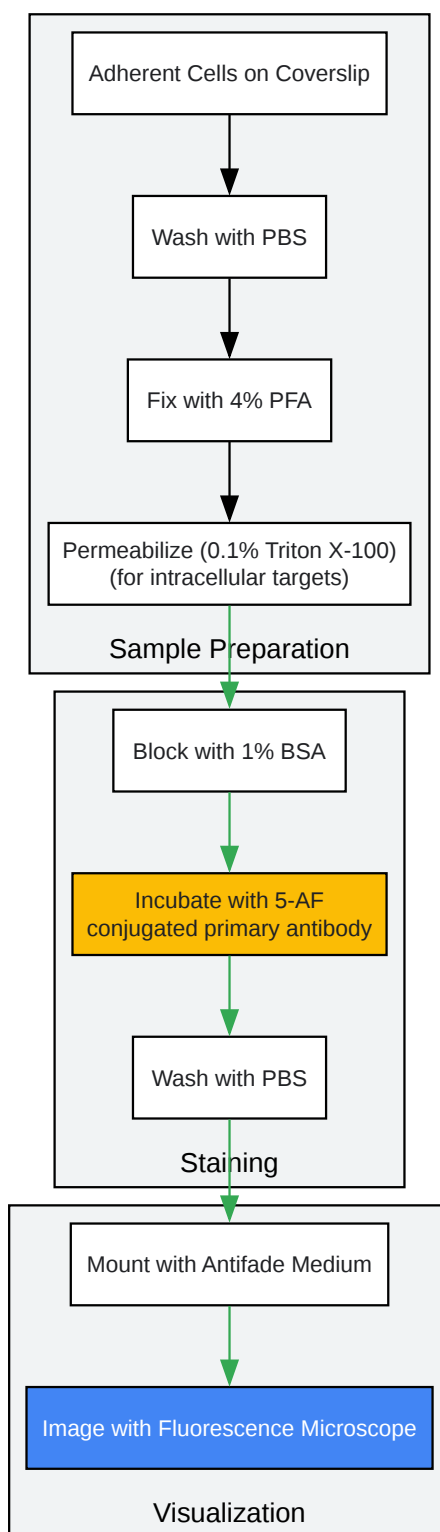 Adherent Cells on Coverslip
Wash with PBS
Fix with 4% PFA
Permeabilize (0.1% Triton X-100)
(for intracellular targets)
Sample Preparation
Block with 1% BSA
Incubate with 5-AF
conjugated primary antibody
Wash with PBS
Staining
Mount with Antifade Medium
Image with Fluorescence Microscope
Visualization